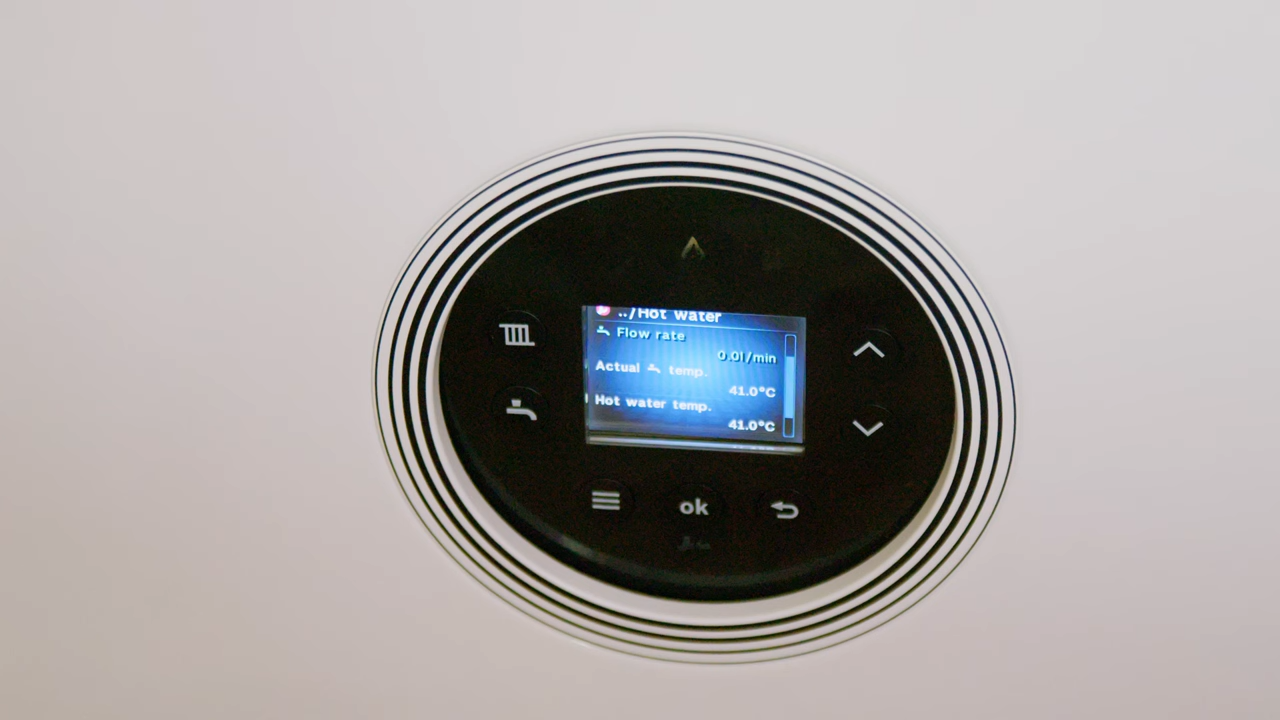 ../Hot water
Flow rate
0.0l/min
Actual temp.
41.0°C
Hot water temp.
41.0°C
ok